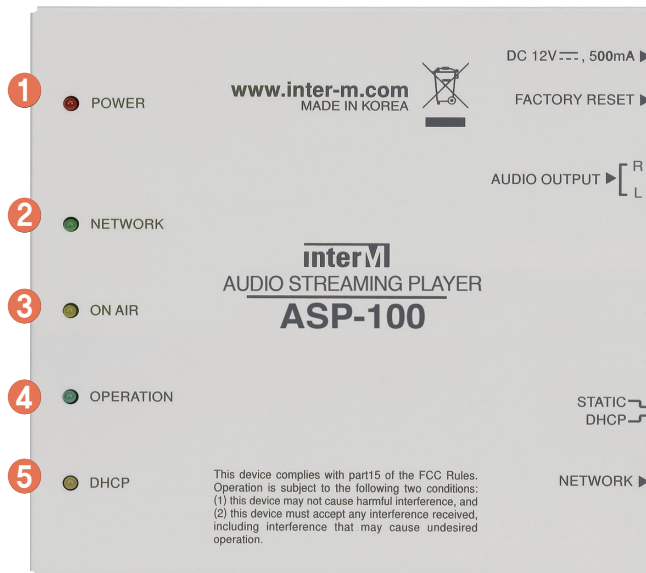 1
POWER
2
NETWORK
3
ON AIR
4
OPERATION
5
DHCP
www.inter-m.com
MADE IN KOREA
interM
AUDIO STREAMING PLAYER
ASP-100
This device complies with part15 of the FCC Rules.
Operation is subject to the following two conditions:
(1) this device may not cause harmful interference, and
(2) this device must accept any interference received,
including interference that may cause undesired
operation.
DC 12V⎓, 500mA ▶
FACTORY RESET ▶
AUDIO OUTPUT ▶
R
L
STATIC
DHCP
NETWORK ▶